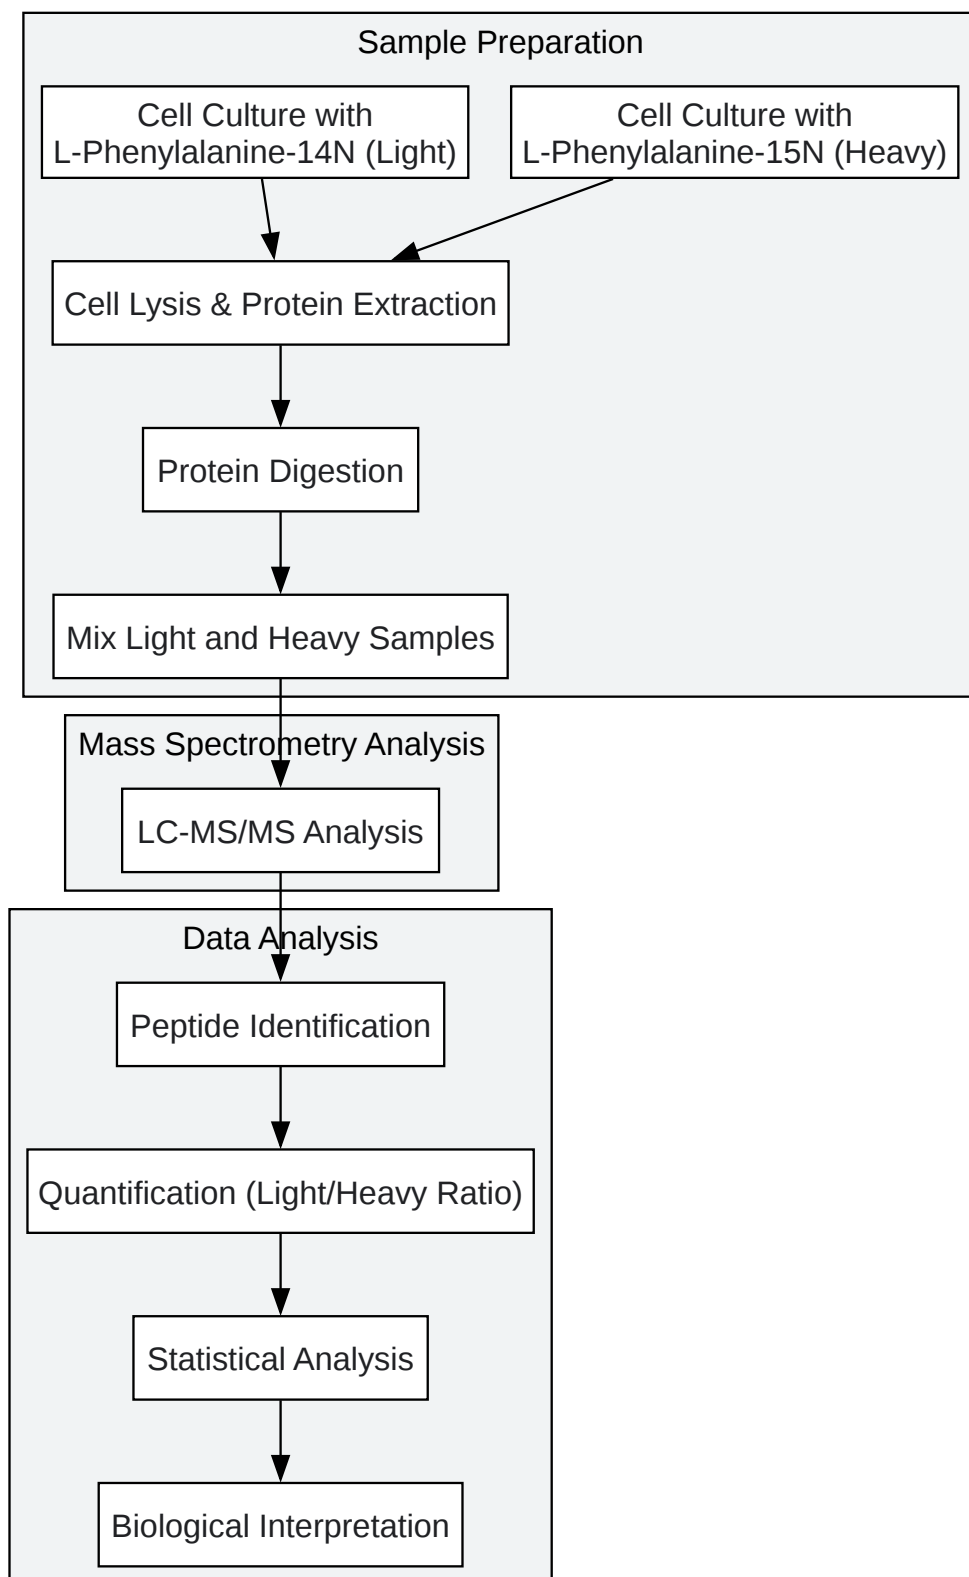 Sample Preparation
Cell Culture with
L-Phenylalanine-14N (Light)
Cell Culture with
L-Phenylalanine-15N (Heavy)
Cell Lysis & Protein Extraction
Protein Digestion
Mix Light and Heavy Samples
Mass Spectrometry Analysis
LC-MS/MS Analysis
Data Analysis
Peptide Identification
Quantification (Light/Heavy Ratio)
Statistical Analysis
Biological Interpretation